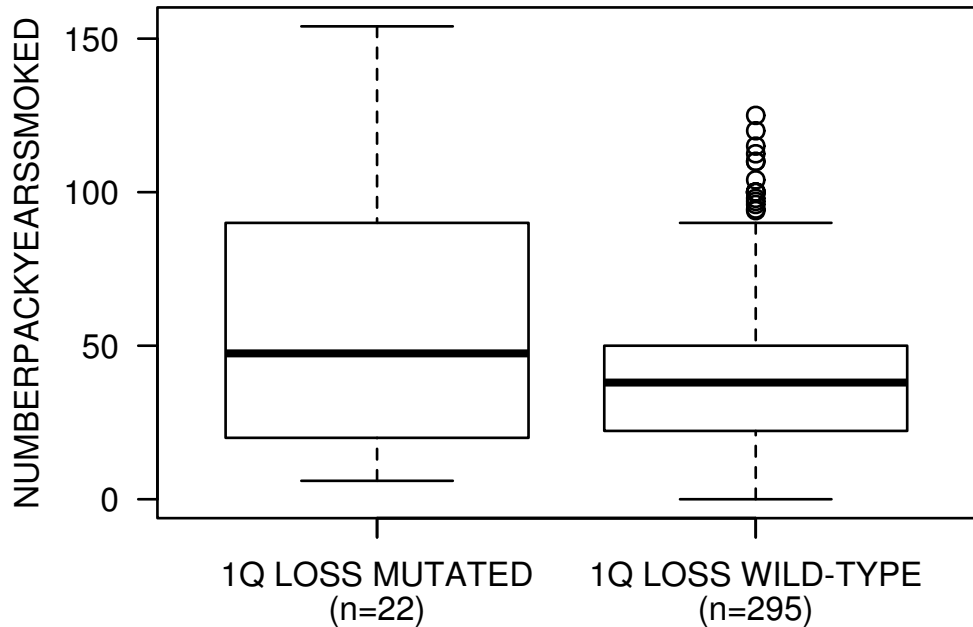 NUMBERPACKYEARSSMOKED
150
100
50
0
1Q LOSS MUTATED
(n=22)
1Q LOSS WILD-TYPE
(n=295)